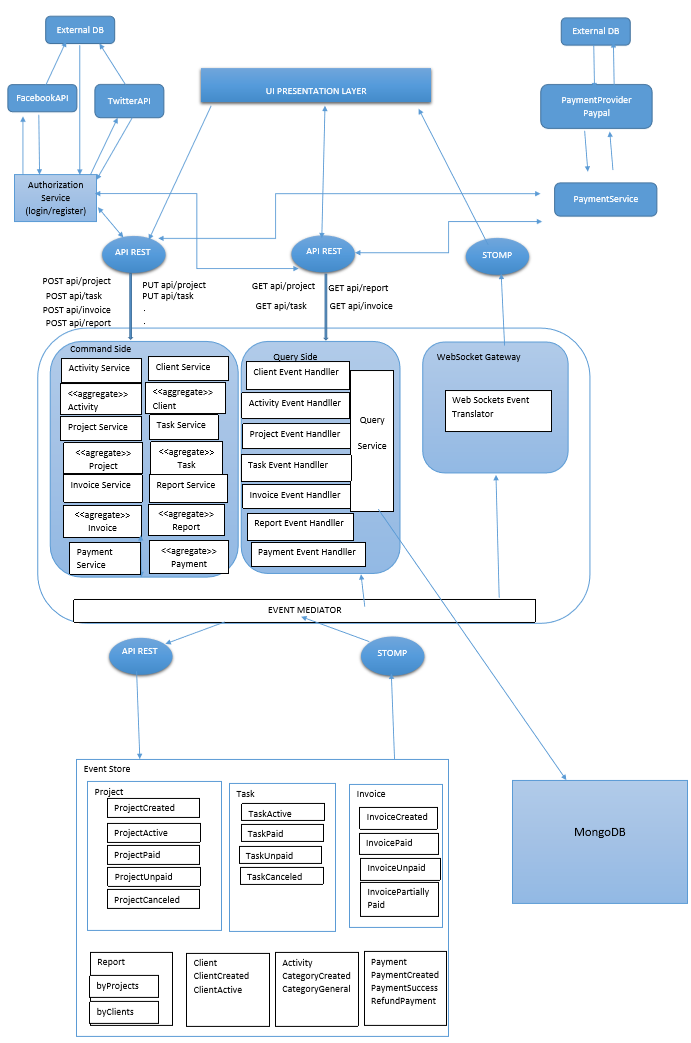 External DB
External DB
FacebookAPI
TwitterAPI
UI PRESENTATION LAYER
PaymentProvider
Paypal
Authorization
Service
(login/register)
PaymentService
API REST
API REST
STOMP
POST api/project
POST api/task
POST api/invoice
POST api/report
PUT api/project
PUT api/task
.
.
GET api/project
GET api/task
GET api/report
GET api/invoice
Command Side
Activity Service
Client Service
<<aggregate>>
Activity
<<aggregate>>
Client
Project Service
Task Service
<<agregate>>
Project
<<agregate>>
Task
Invoice Service
Report Service
<<agregate>>
Invoice
<<agregate>>
Report
Payment
Service
<<agregate>>
Payment
Query Side
Client Event Handller
Activity Event Handller
Project Event Handller
Task Event Handller
Invoice Event Handller
Report Event Handller
Payment Event Handller
Query
Service
WebSocket Gateway
Web Sockets Event
Translator
EVENT MEDIATOR
API REST
STOMP
Event Store
Project
ProjectCreated
ProjectActive
ProjectPaid
ProjectUnpaid
ProjectCanceled
Task
TaskActive
TaskPaid
TaskUnpaid
TaskCanceled
Invoice
InvoiceCreated
InvoicePaid
InvoiceUnpaid
InvoicePartially
Paid
Report
byProjects
byClients
Client
ClientCreated
ClientActive
Activity
CategoryCreated
CategoryGeneral
Payment
PaymentCreated
PaymentSuccess
RefundPayment
MongoDB